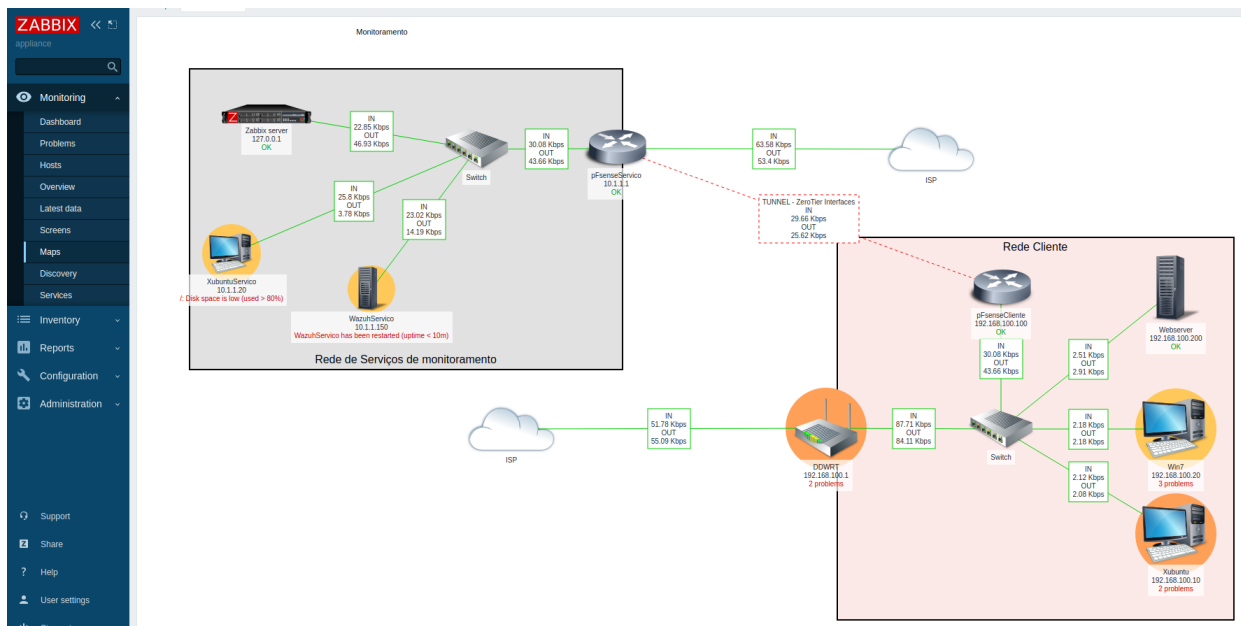 ZABBIX
appliance
Monitoring
Dashboard
Problems
Hosts
Overview
Latest data
Screens
Maps
Discovery
Services
Inventory
Reports
Configuration
Administration
Support
Share
Help
User settings
Monitoramento
Zabbix server
127.0.0.1
OK
IN
22.85 Kbps
OUT
46.93 Kbps
Switch
IN
30.08 Kbps
OUT
43.66 Kbps
pFsenseServico
10.1.1.1
OK
IN
63.58 Kbps
OUT
53.4 Kbps
ISP
IN
25.8 Kbps
OUT
3.78 Kbps
IN
23.02 Kbps
OUT
14.19 Kbps
XubuntuServico
10.1.1.20
/: Disk space is low (used > 80%)
WazuhServico
10.1.1.150
WazuhServico has been restarted (uptime < 10m)
Rede de Serviços de monitoramento
TUNNEL - ZeroTier Interfaces
IN
29.66 Kbps
OUT
25.62 Kbps
Rede Cliente
pFsenseCliente
192.168.100.100
OK
IN
30.08 Kbps
OUT
43.66 Kbps
Webserver
192.168.100.200
OK
IN
2.51 Kbps
OUT
2.91 Kbps
ISP
IN
51.78 Kbps
OUT
55.09 Kbps
DDWRT
192.168.100.1
2 problems
IN
87.71 Kbps
OUT
84.11 Kbps
Switch
IN
2.18 Kbps
OUT
2.18 Kbps
Win7
192.168.100.20
3 problems
IN
2.12 Kbps
OUT
2.08 Kbps
Xubuntu
192.168.100.10
2 problems